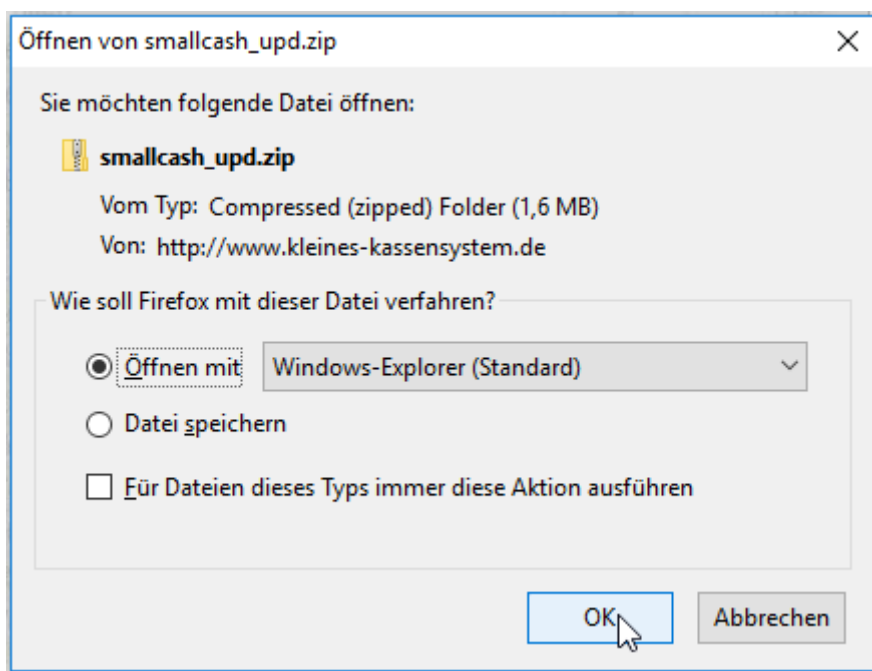 Öffnen von smallcash_upd.zip
Sie möchten folgende Datei öffnen:
smallcash_upd.zip
Vom Typ: Compressed (zipped) Folder (1,6 MB)
Von: http://www.kleines-kassensystem.de
Wie soll Firefox mit dieser Datei verfahren?
Öffnen mit Windows-Explorer (Standard)
Datei speichern
Für Dateien dieses Typs immer diese Aktion ausführen
OK Abbrechen